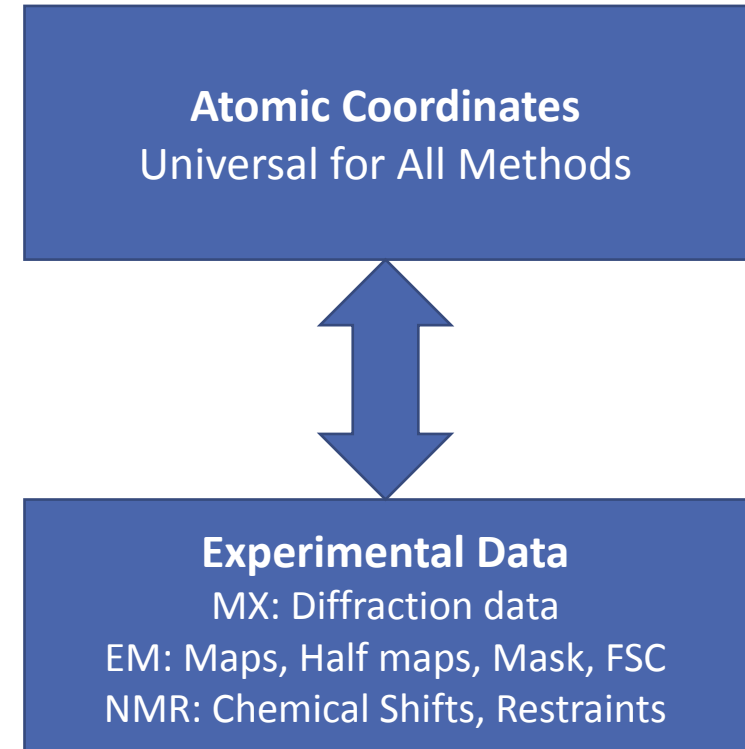 Atomic Coordinates
Universal for All Methods
Experimental Data
MX: Diffraction data
EM: Maps, Half maps, Mask, FSC
NMR: Chemical Shifts, Restraints